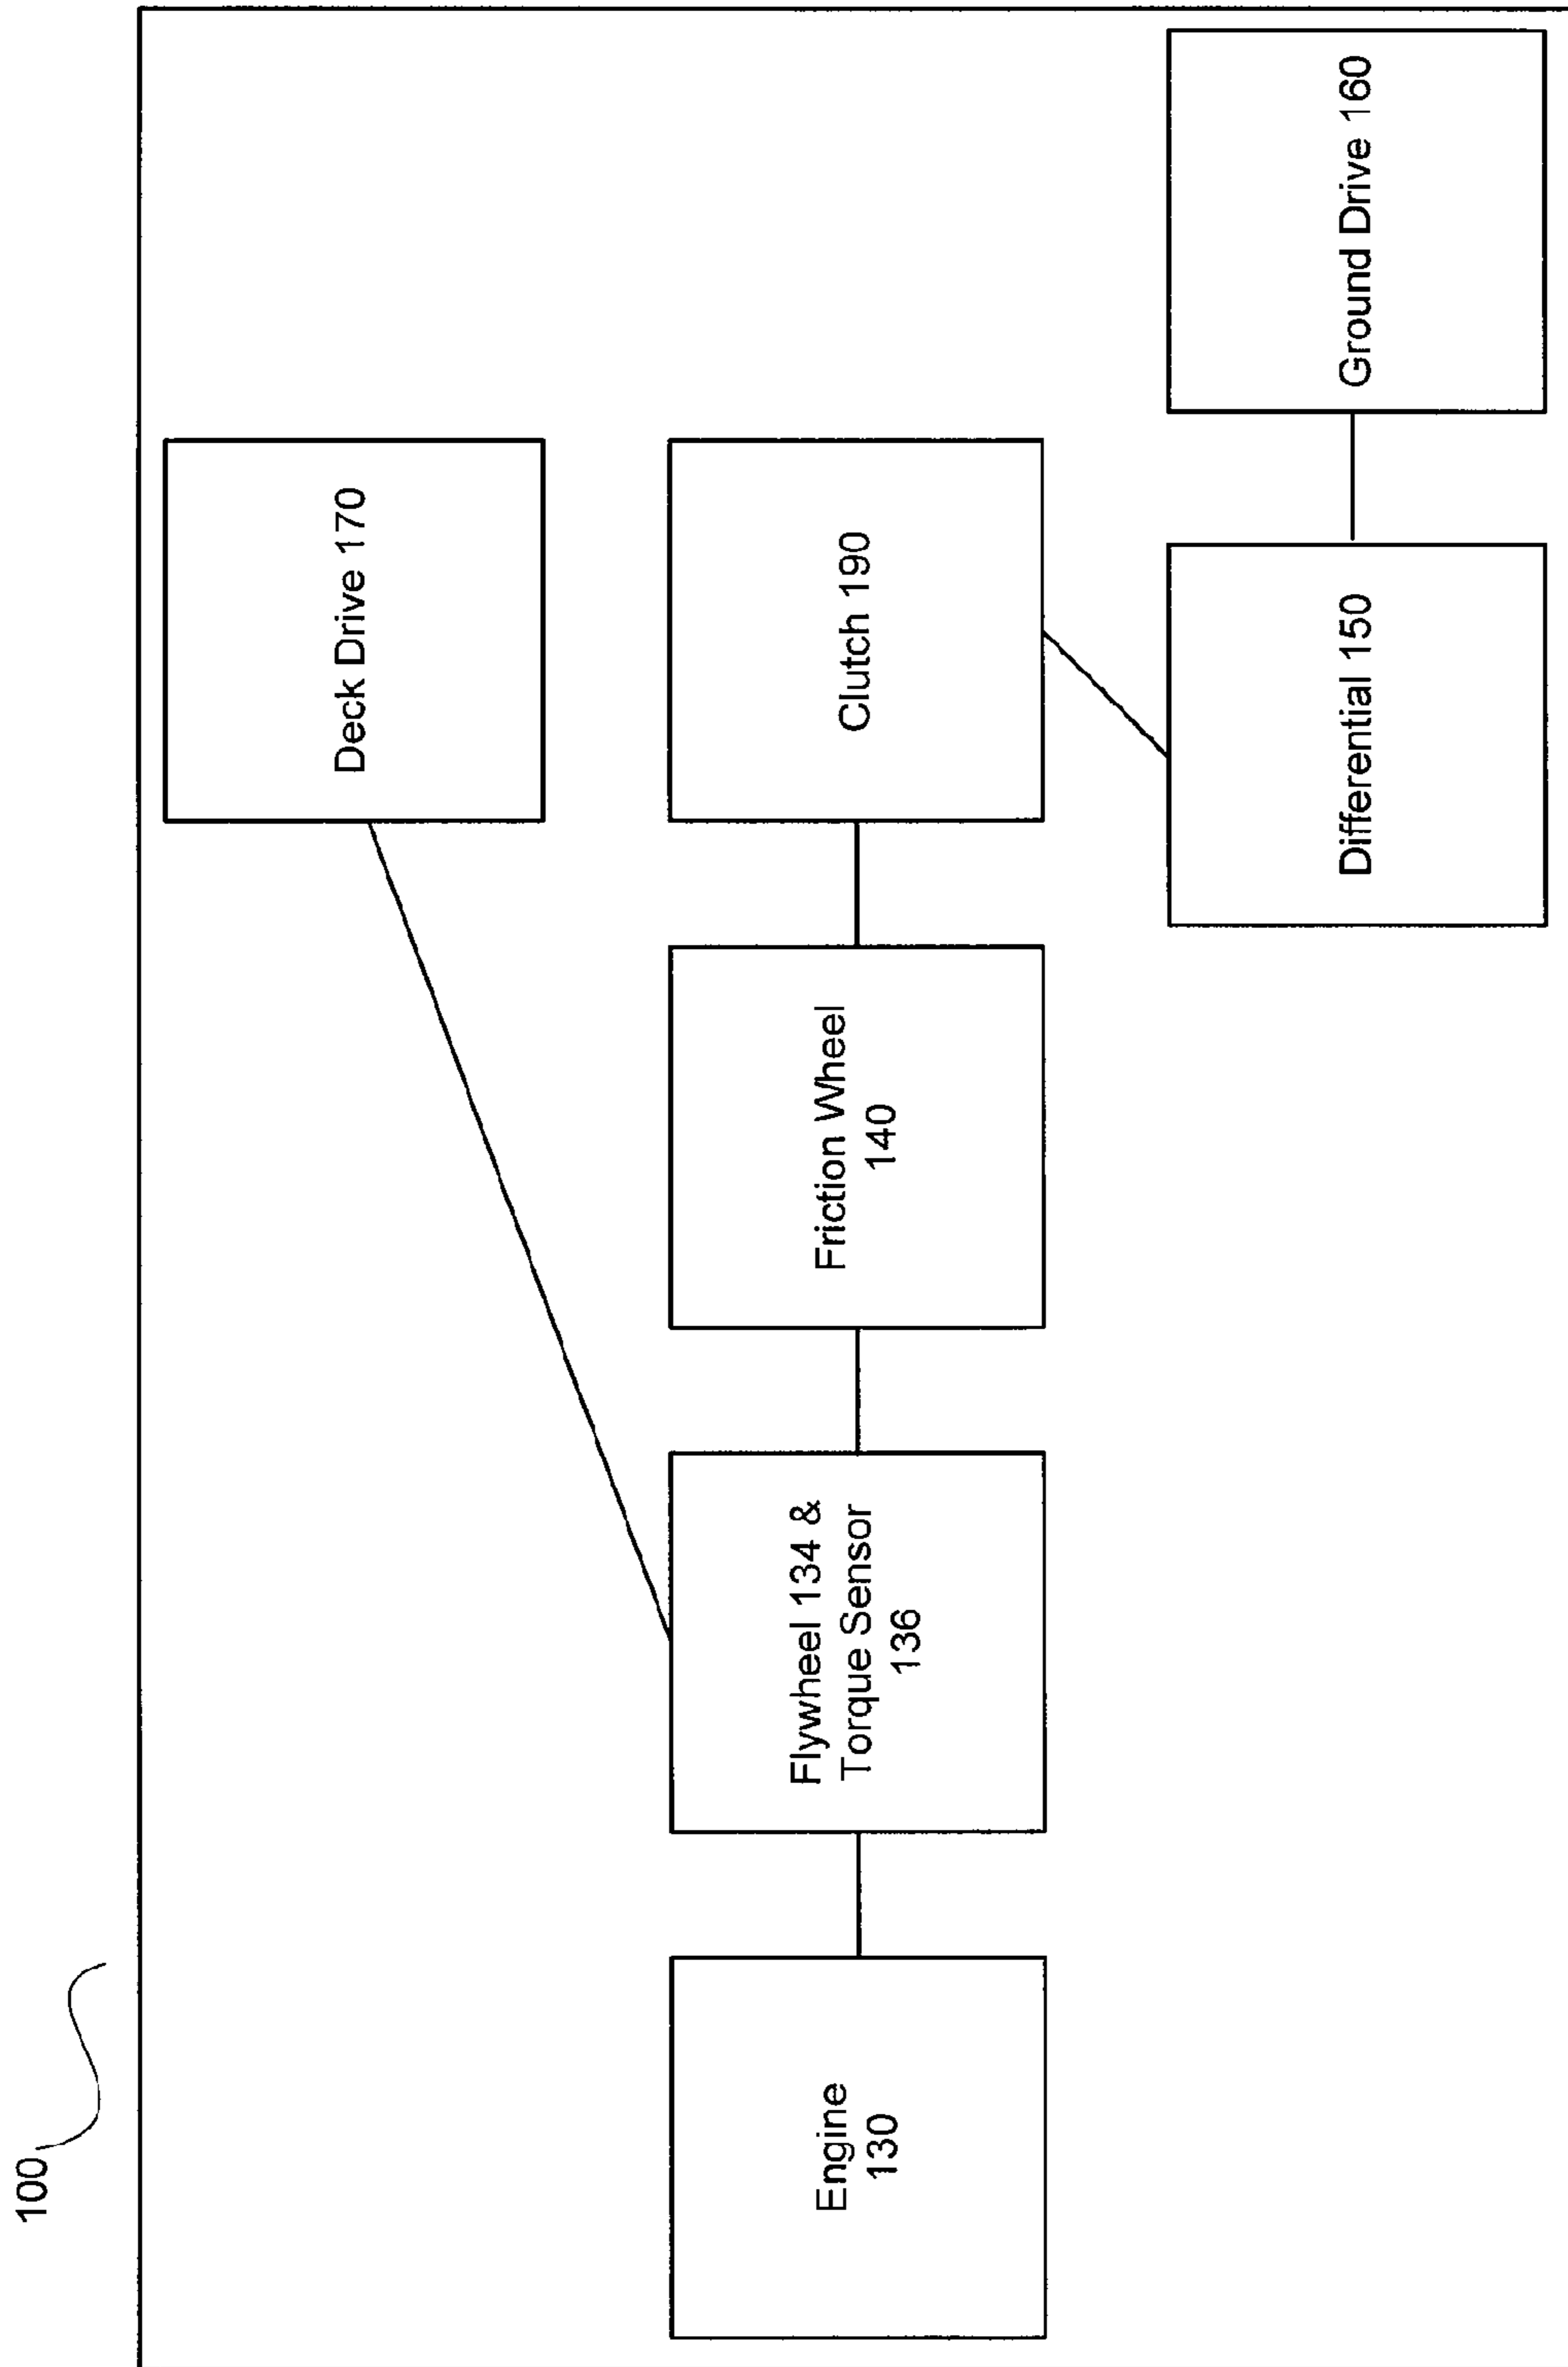 100
Deck Drive 170
Engine
130
Flywheel 134 &
Torque Sensor
136
Friction Wheel
140
Clutch 190
Differential 150
Ground Drive 160